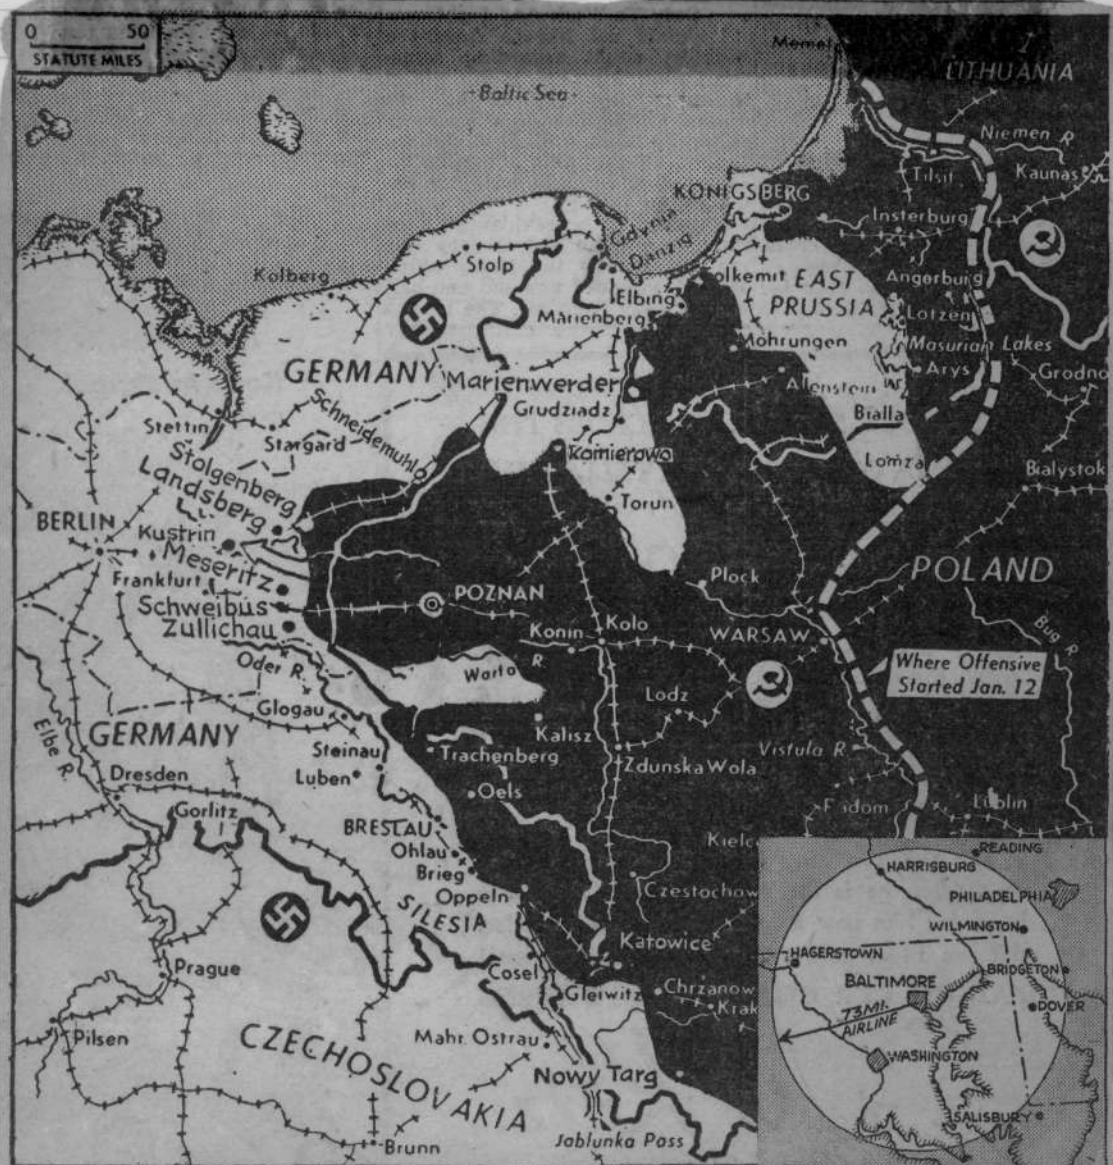 0 50
STATUTE MILES
Memel
LITHUANIA
-Baltic Sea-
Niemen R
Tilsit
Kaunas
KONIGSBERG
Gdynia
Insterburg
Danzig
Kolberg
Stolp
olkemit
EAST
PRUSSIA
Angerburg
Elbing
Marienberg
Lotzen
Mohrungen
Masurian Lakes
GERMANY
Marienwerder
Arys
Grodno
Allenstein
Grudziadz
Bialla
Stettin
Stargard
Schneidemuhl
Kamierowo
Lomza
Bialystok
Stolgenberg
Landsberg
Torun
BERLIN
Kustrin
Meseritz
Frankfurt
Plock
POLAND
POZNAN
Schweibus
Zullichau
Konin
Kolo
WARSAW
Bug R
Oder R.
Warta R
Where Offensive
Started Jan. 12
Lodz
Glogau
Elbe R.
GERMANY
Kalisz
Steinau
Trachenberg
Vistula R
Luben
Zdunska Wola
Dresden
Oels
Gorlitz
Lublin
BRESLAU
Ohlau
Brieg
Oppeln
SILESIA
Czestochow
Katowice
Prague
Cosel
Gleiwitz
Chrzanow
Krak
Pilsen
CZECHOSLOVAKIA
Mahr. Ostrau
Nowy Targ
Jablunka Pass
Brunn
READING
HARRISBURG
PHILADELPHIA
WILMINGTON
HAGERSTOWN
BRIDGETON
BALTIMORE
DOVER
73 MI.
AIRLINE
WASHINGTON
SALISBURY